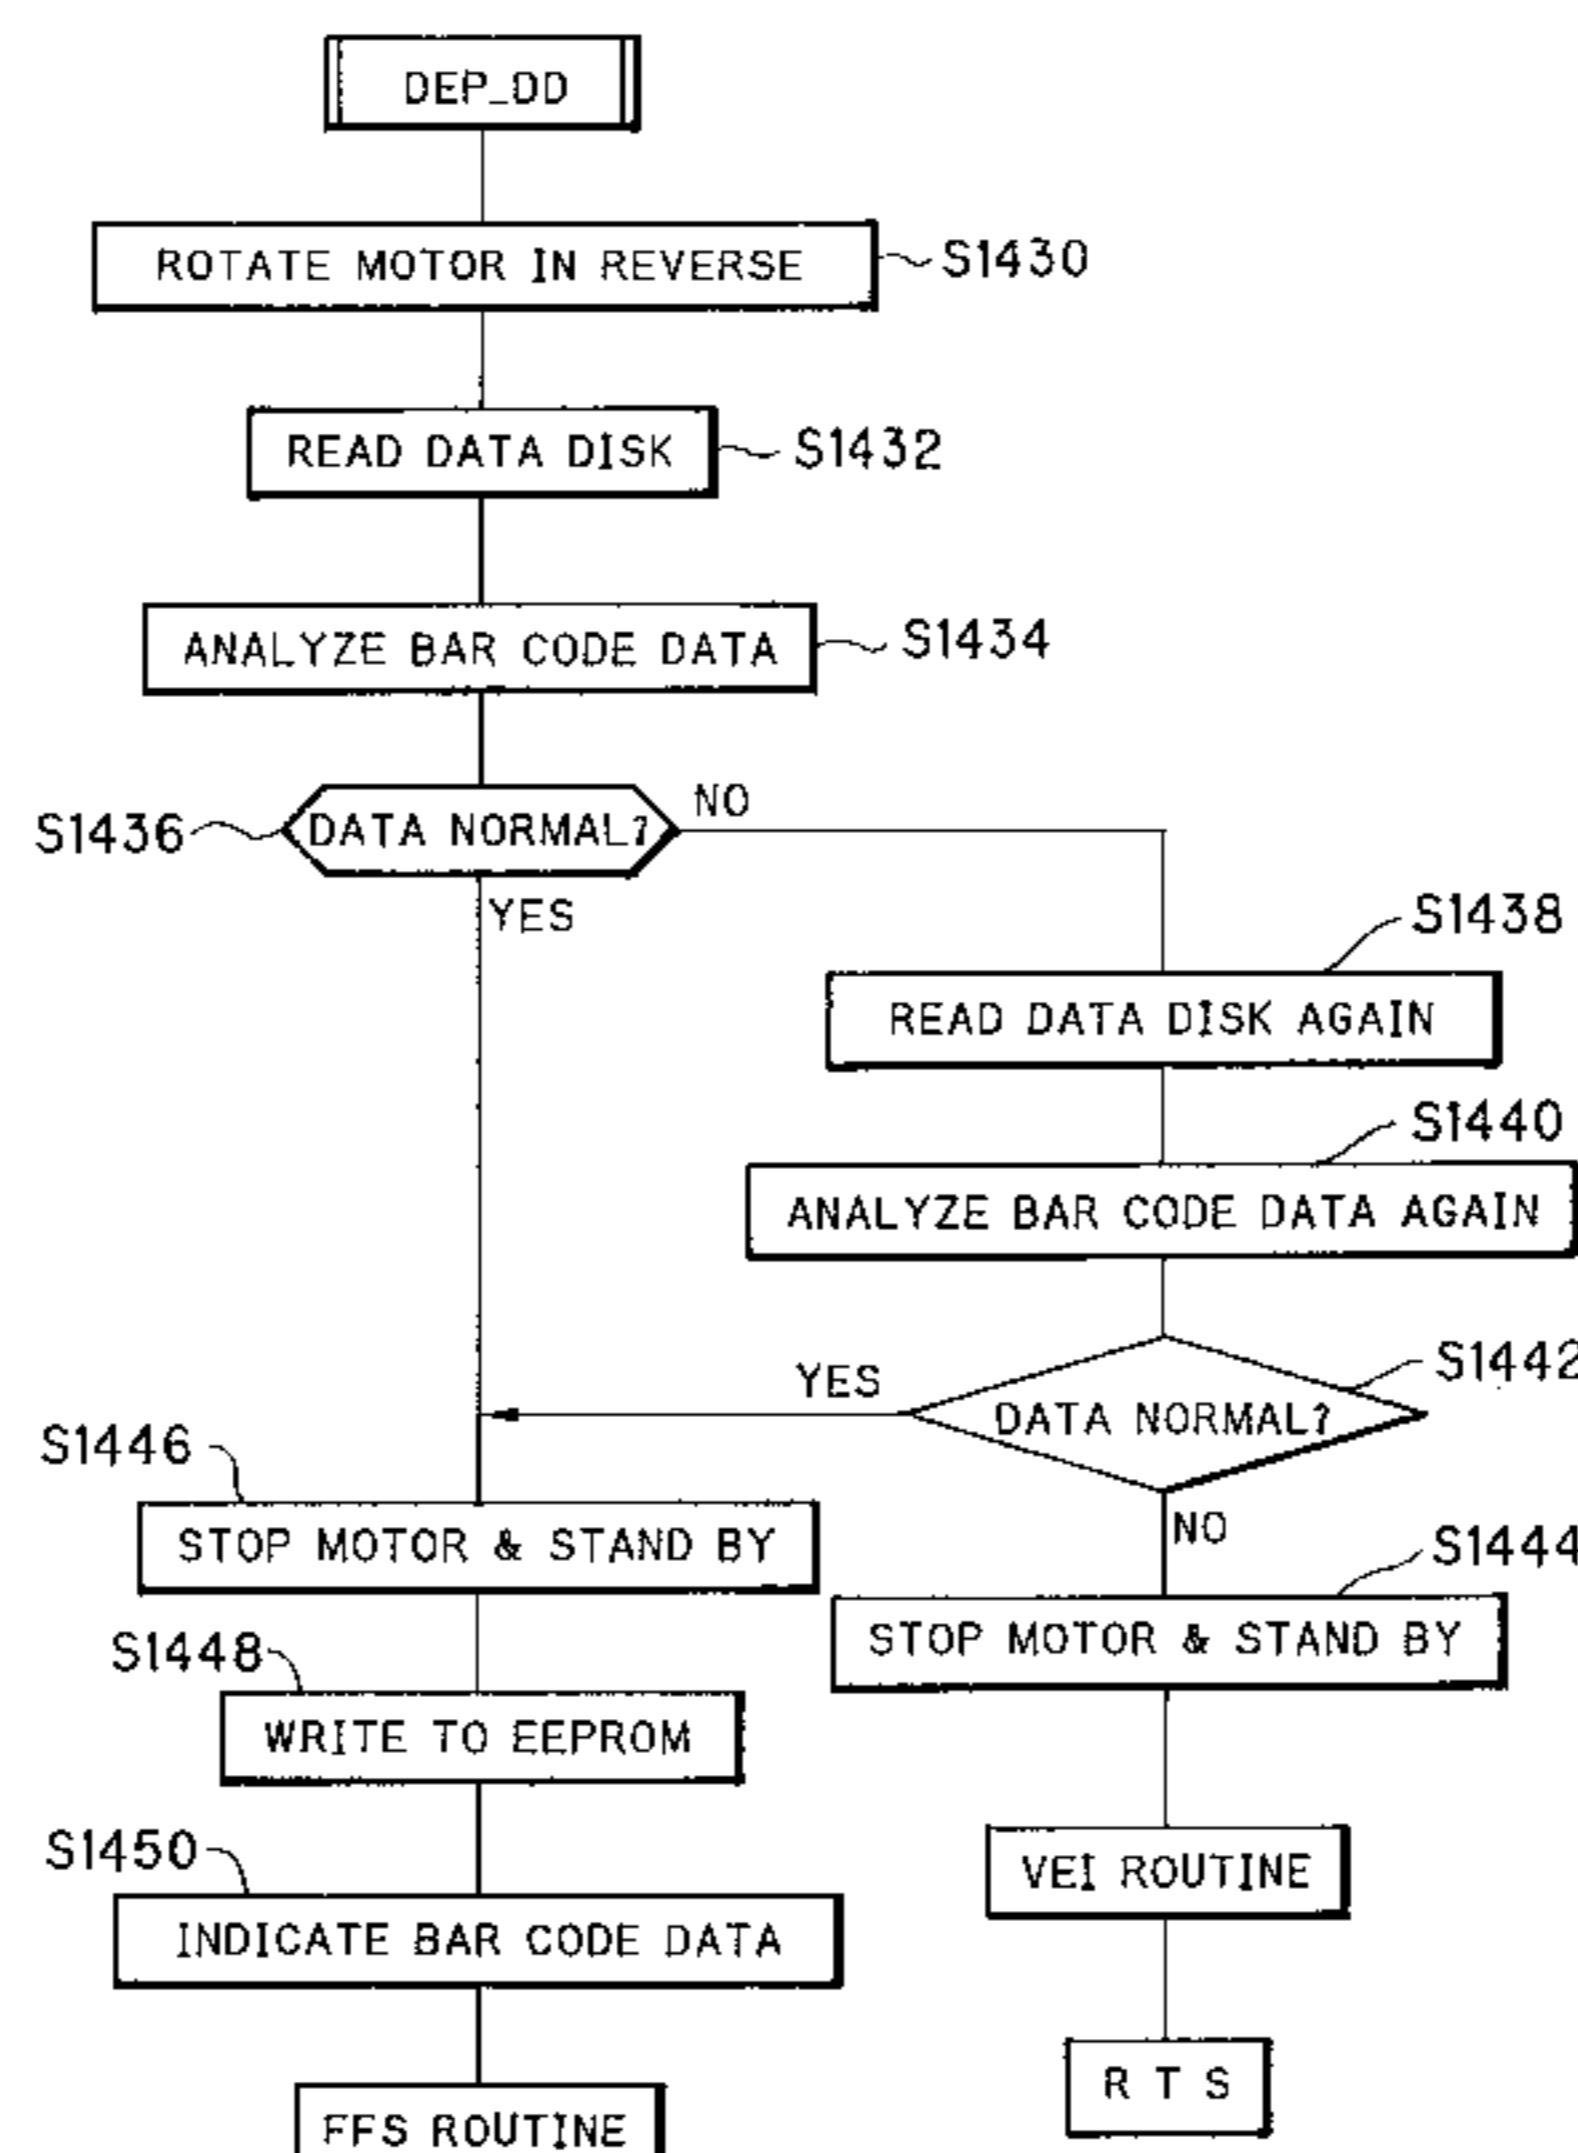 DEP_DD
ROTATE MOTOR IN REVERSE
S1430
READ DATA DISK
S1432
ANALYZE BAR CODE DATA
S1434
S1436
DATA NORMAL?
NO
YES
S1438
READ DATA DISK AGAIN
S1440
ANALYZE BAR CODE DATA AGAIN
S1442
YES
DATA NORMAL?
S1446
STOP MOTOR & STAND BY
NO
S1444
STOP MOTOR & STAND BY
S1448
WRITE TO EEPROM
S1450
VEI ROUTINE
INDICATE BAR CODE DATA
R T S
FFS ROUTINE